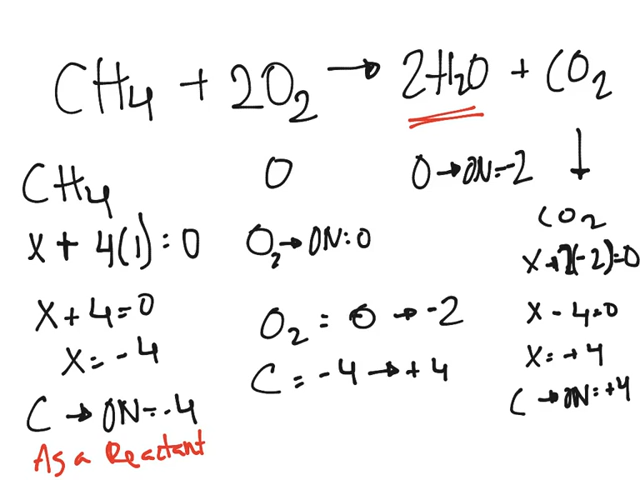 CH4 + 2O2 → 2H2O + CO2
CH4
x + 4(1) = 0
x + 4 = 0
x = -4
C → ON = -4
As a Reactant
O
O2 → ON: 0
O2 = 0 → -2
C = -4 → +4
O → ON = -2
↓
CO2
x + 2(-2) = 0
x - 4 = 0
x = +4
C → ON = +4